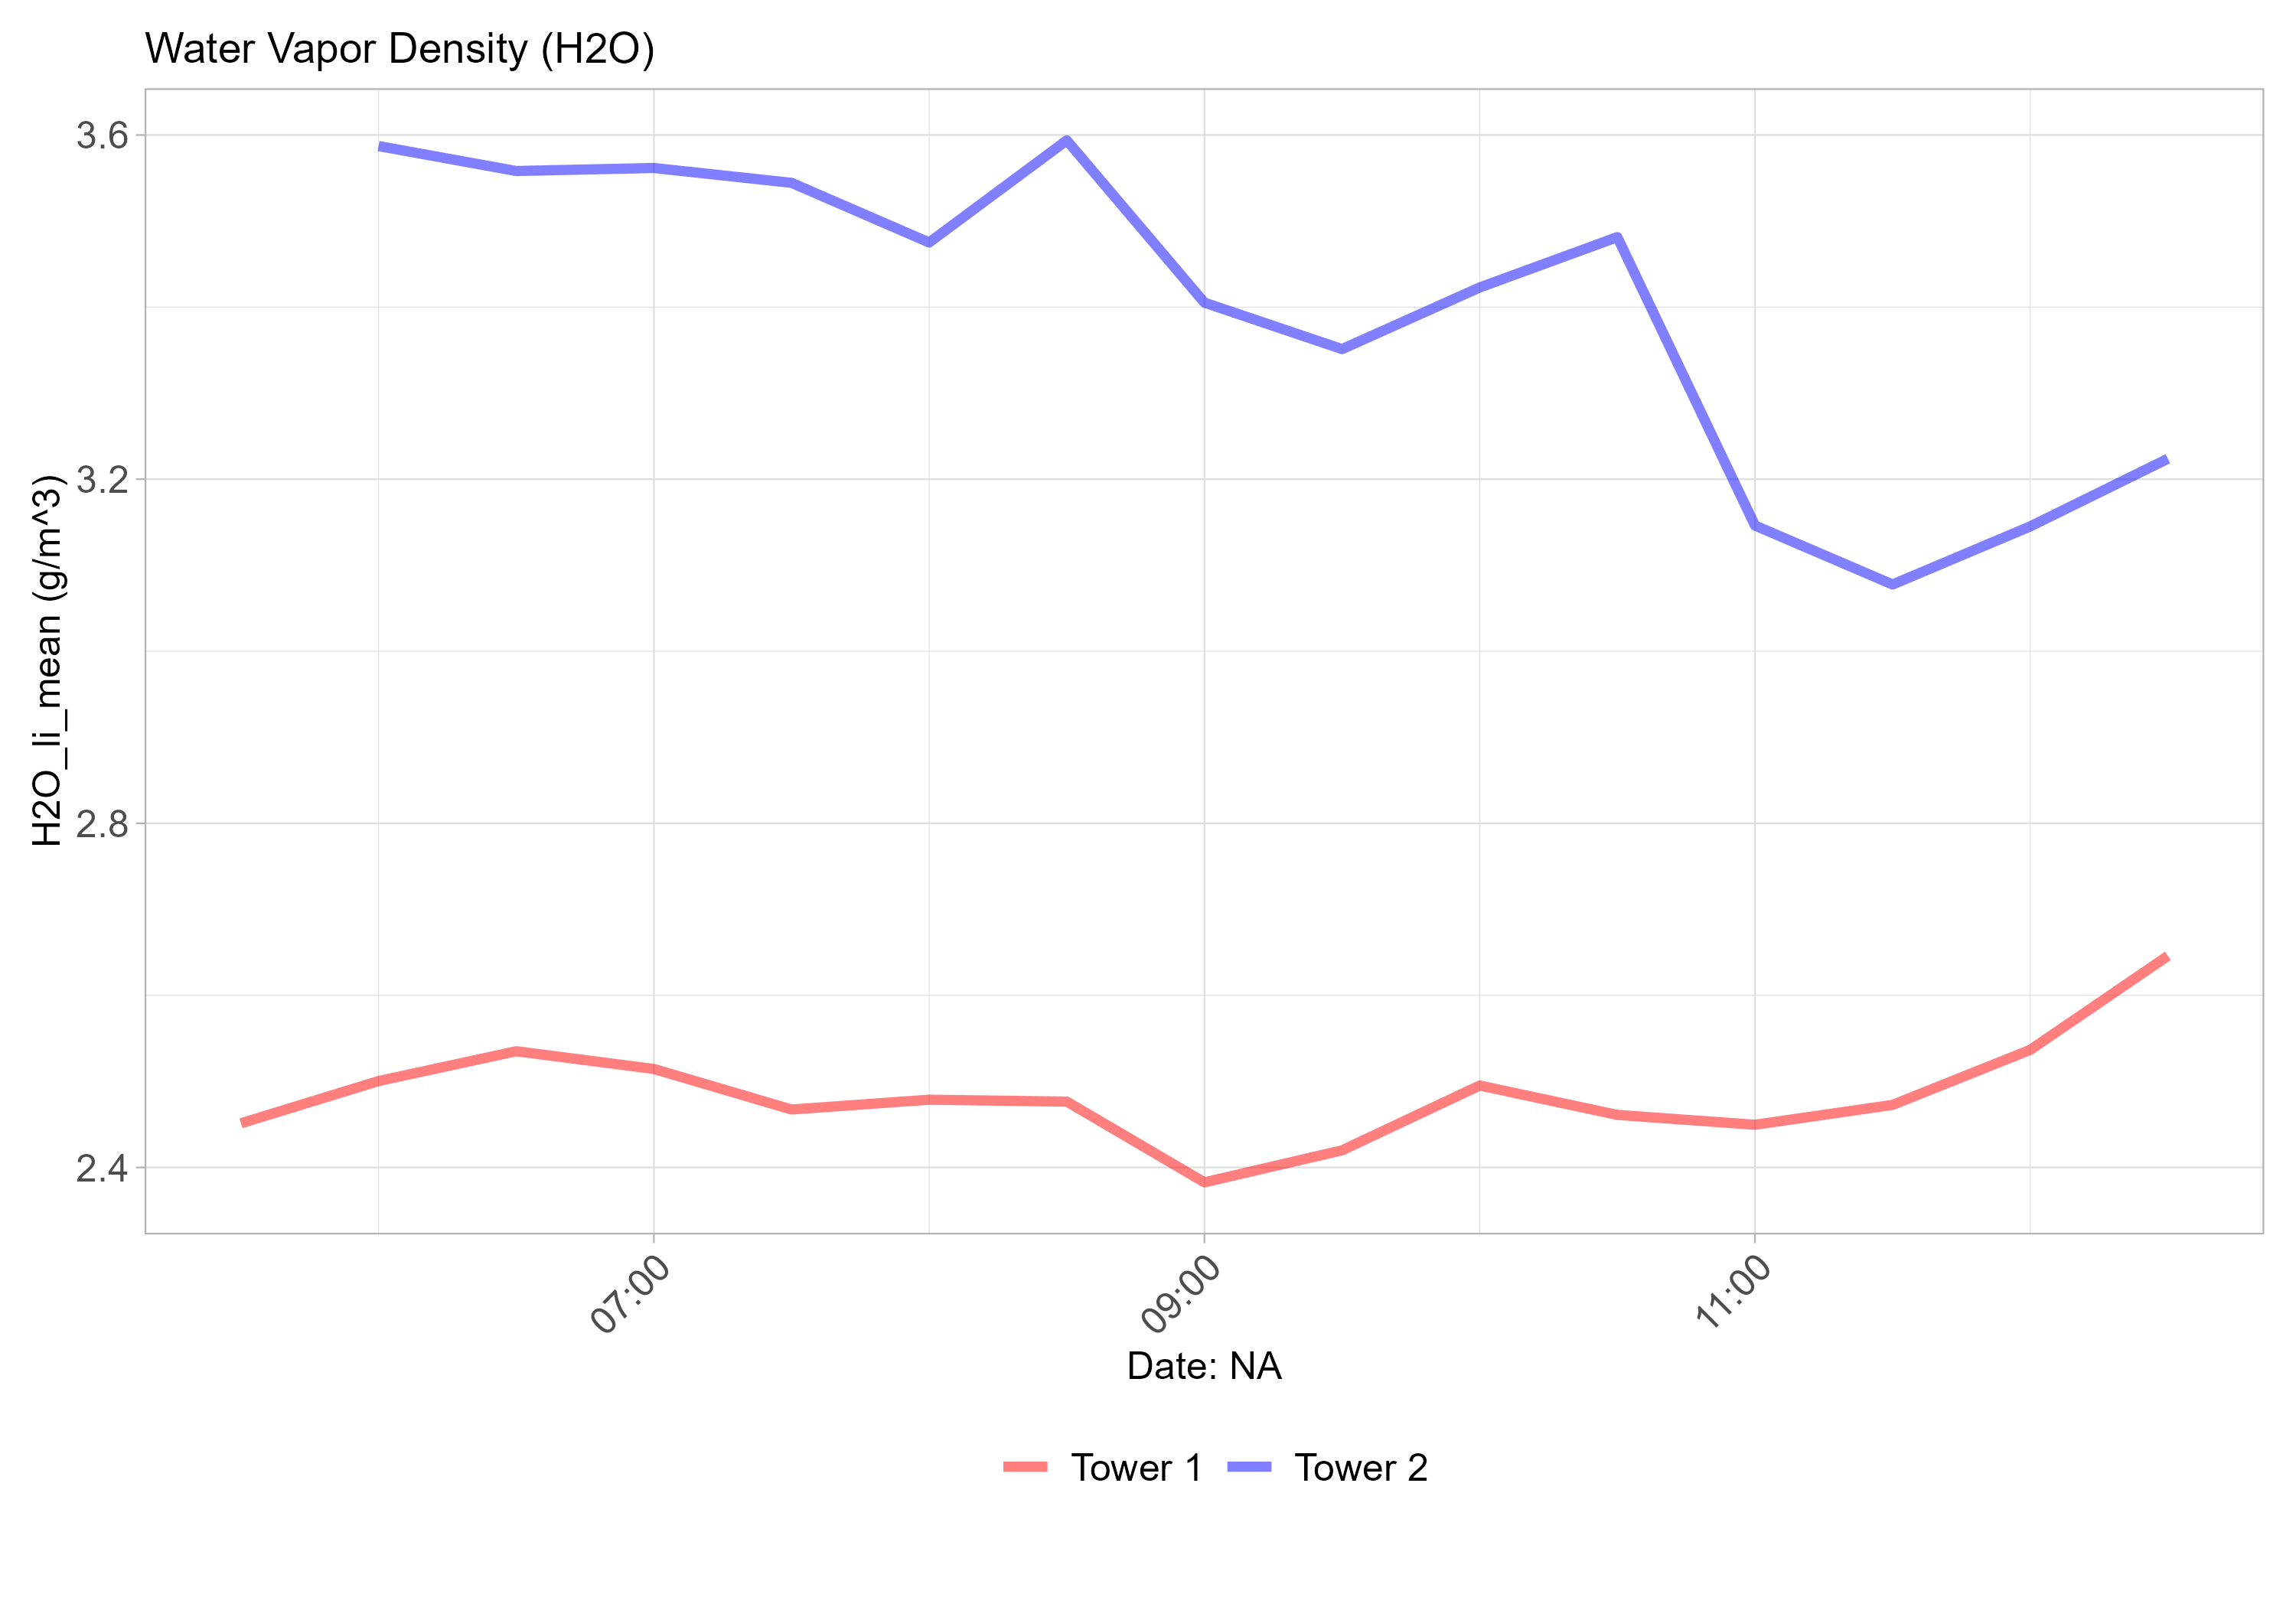 Water Vapor Density (H2O)
H2O_li_mean (g/m^3)
3.6
3.2
2.8
2.4
07:00
09:00
11:00
Date: NA
Tower 1
Tower 2